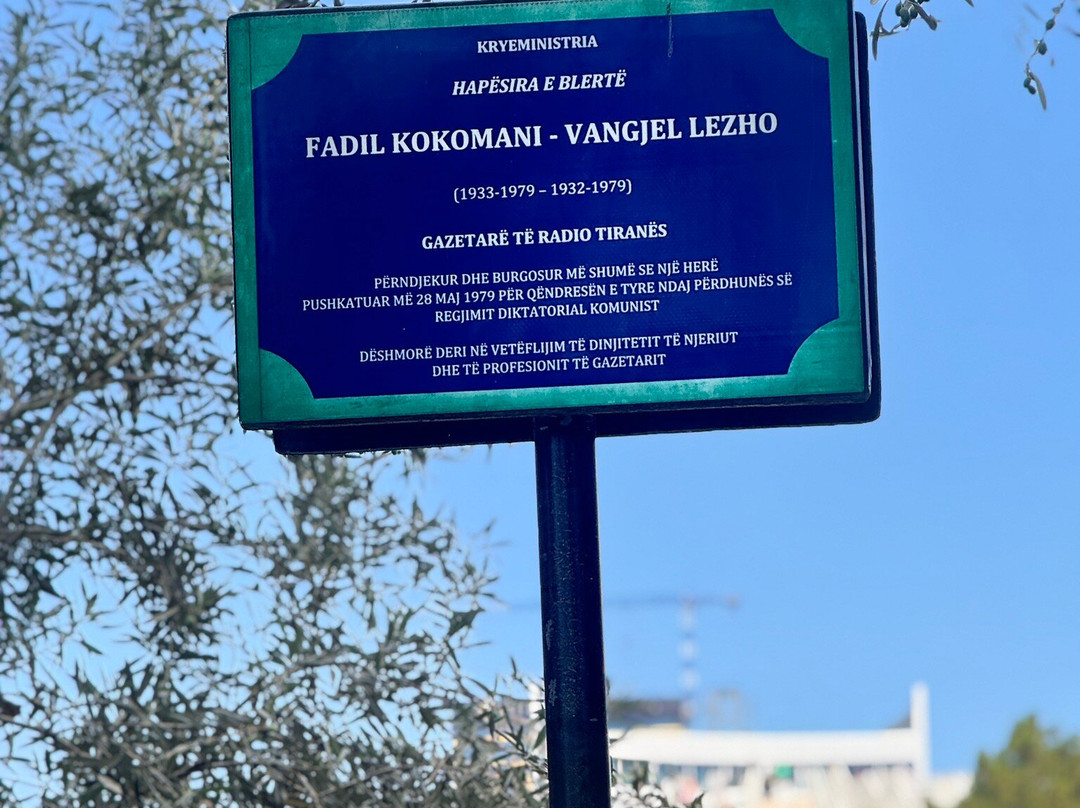 KRYEMINISTRIA
HAPËSIRA E BLERTË
FADIL KOKOMANI - VANGJEL LEZHO
(1933-1979 – 1932-1979)
GAZETARË TË RADIO TIRANËS
PËRNDJEKUR DHE BURGOSUR MË SHUMË SE NJË HERË
PUSHKATUAR MË 28 MAJ 1979 PËR QËNDRESËN E TYRE NDAJ PËRDHUNËS SË
REGJIMIT DIKTATORIAL KOMUNIST
DËSHMORË DERI NË VETËFLIJIM TË DINJITETIT TË NJERIUT
DHE TË PROFESIONIT TË GAZETARIT